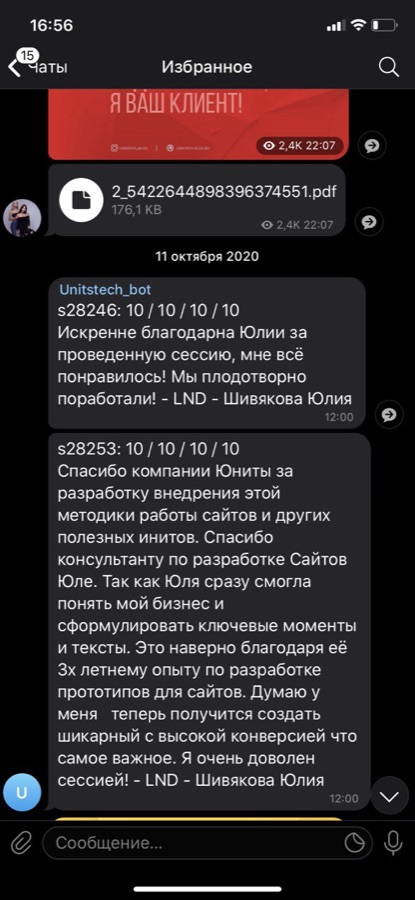 16:56
15
Чаты
Избранное
Я ВАШ КЛИЕНТ!
2,4K 22:07
2_5422644898396374551.pdf
176,1 KB
2,4K 22:07
11 октября 2020
Unitstech_bot
s28246: 10 / 10 / 10 / 10
Искренне благодарна Юлии за
проведенную сессию, мне всё
понравилось! Мы плодотворно
поработали! - LND - Шивякова Юлия
12:00
s28253: 10 / 10 / 10 / 10
Спасибо компании Юниты за
разработку внедрения этой
методики работы сайтов и других
полезных инитов. Спасибо
консультанту по разработке Сайтов
Юле. Так как Юля сразу смогла
понять мой бизнес и
сформулировать ключевые моменты
и тексты. Это наверно благодаря её
3х летнему опыту по разработке
прототипов для сайтов. Думаю у
меня   теперь получится создать
шикарный с высокой конверсией что
самое важное. Я очень доволен
сессией! - LND - Шивякова Юлия
12:00
U
Сообщение...